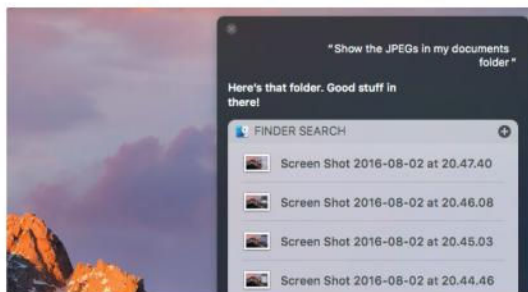 "Show the JPEGs in my documents
folder"
Here's that folder. Good stuff in
there!
FINDER SEARCH
Screen Shot 2016-08-02 at 20.47.40
Screen Shot 2016-08-02 at 20.46.08
Screen Shot 2016-08-02 at 20.45.03
Screen Shot 2016-08-02 at 20.44.46